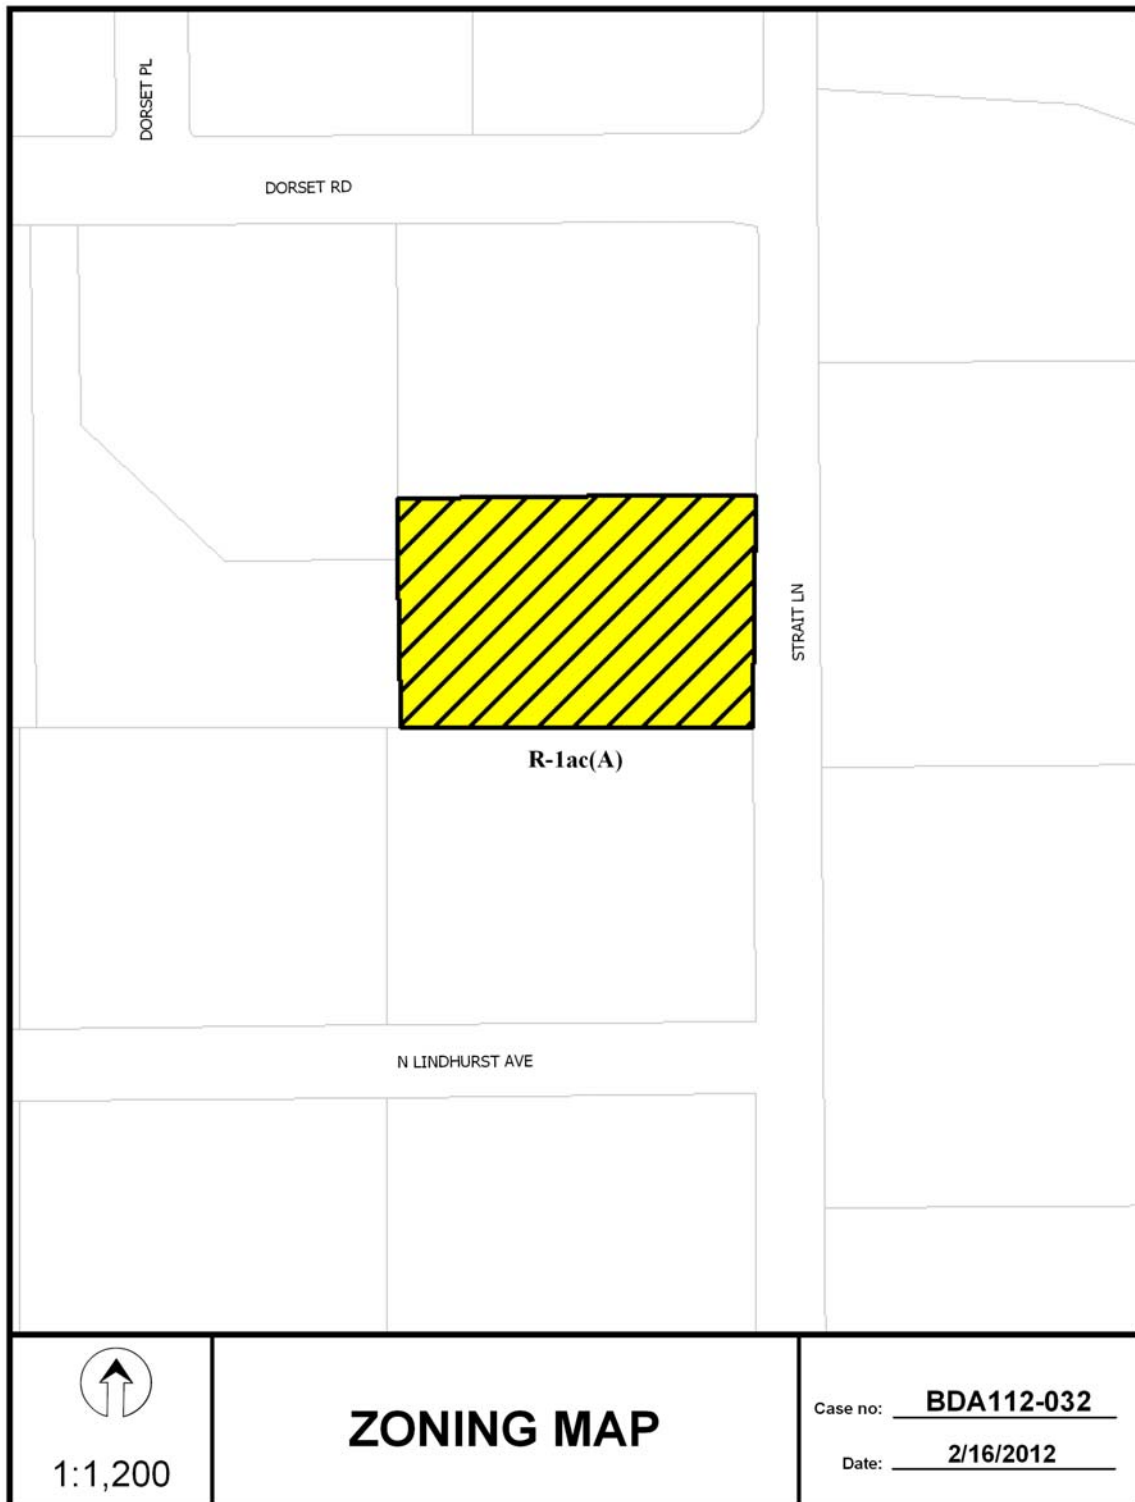 DORSET PL
DORSET RD
STRAIT LN
R-1ac(A)
N LINDHURST AVE
1:1,200
ZONING MAP
Case no: BDA112-032
Date: 2/16/2012